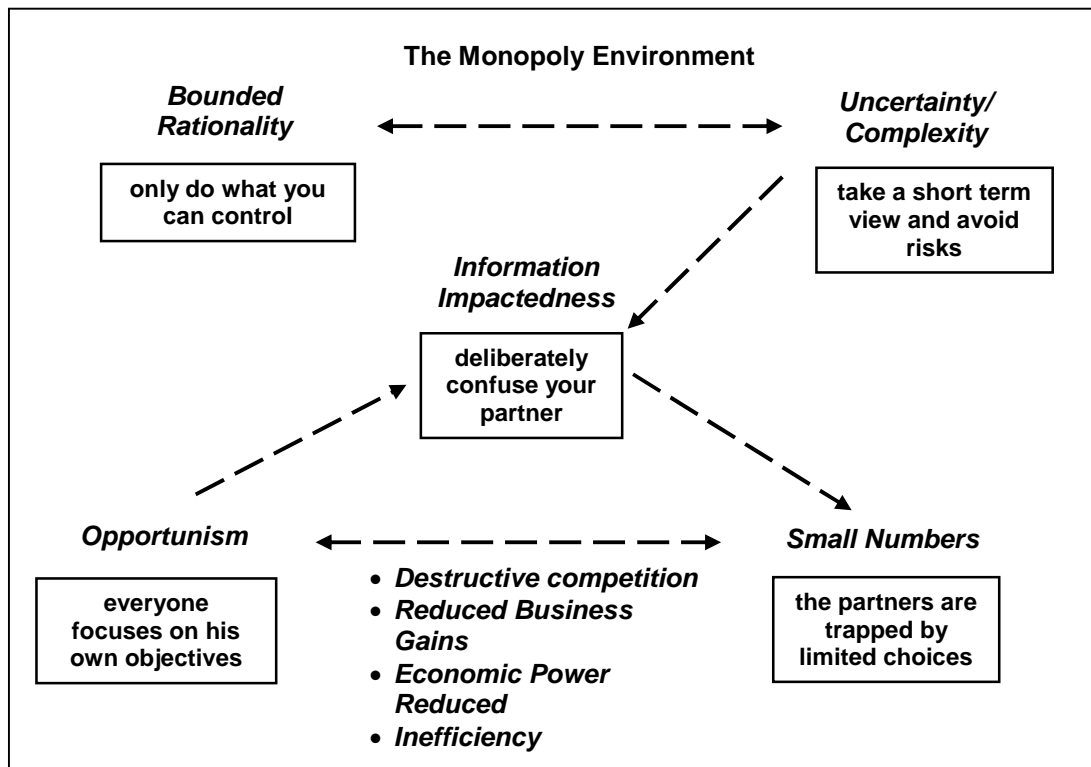 The Monopoly Environment
Bounded
Rationality
Uncertainty/
Complexity
only do what you
can control
take a short term
view and avoid
risks
Information
Impactedness
deliberately
confuse your
partner
Opportunism
Small Numbers
everyone
focuses on his
own objectives
• Destructive competition
• Reduced Business
Gains
• Economic Power
Reduced
• Inefficiency
the partners are
trapped by
limited choices